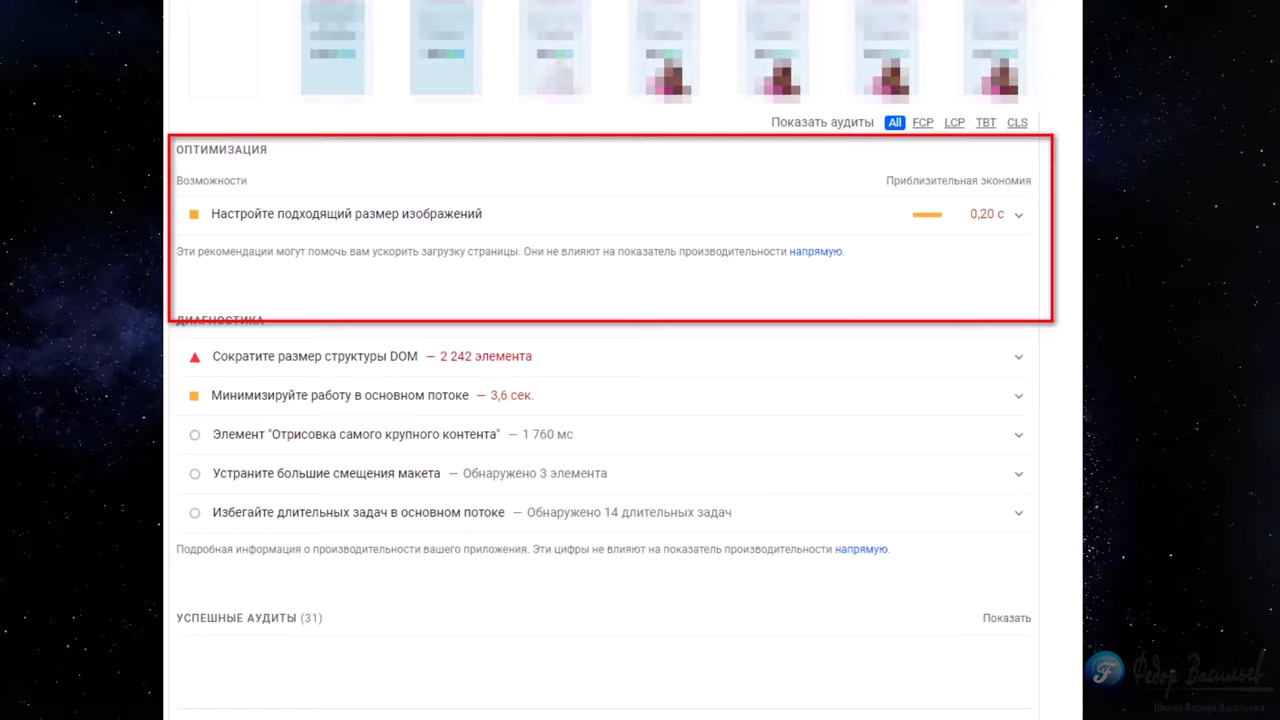 Показать аудиты All FCP LCP TBT CLS
ОПТИМИЗАЦИЯ
Возможности Приблизительная экономия
Настройте подходящий размер изображений 0,20 с
Эти рекомендации могут помочь вам ускорить загрузку страницы. Они не влияют на показатель производительности напрямую.
ДИАГНОСТИКА
Сократите размер структуры DOM — 2 242 элемента
Минимизируйте работу в основном потоке — 3,6 сек.
Элемент "Отрисовка самого крупного контента" — 1 760 мс
Устраните большие смещения макета — Обнаружено 3 элемента
Избегайте длительных задач в основном потоке — Обнаружено 14 длительных задач
Подробная информация о производительности вашего приложения. Эти цифры не влияют на показатель производительности напрямую.
УСПЕШНЫЕ АУДИТЫ (31) Показать
Федор Васильев
Школа Федора Васильева